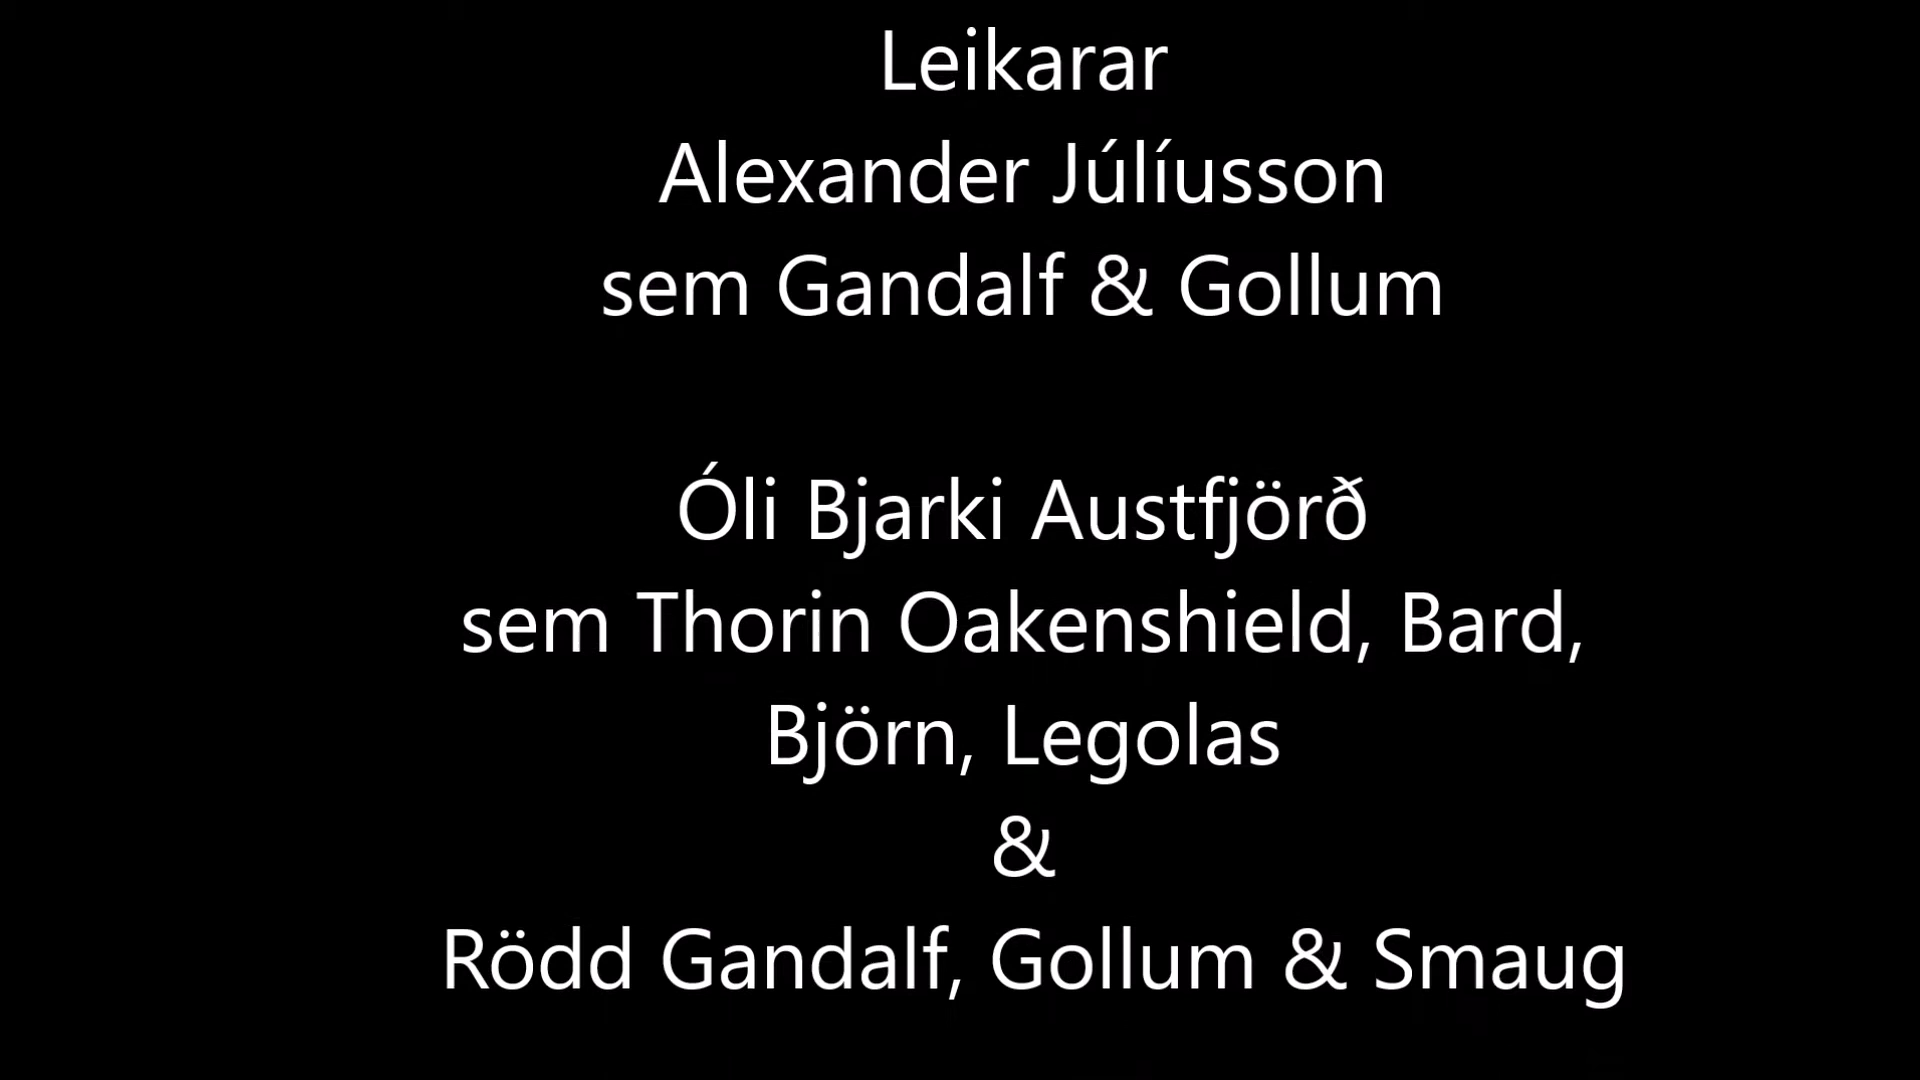 Leikarar
Alexander Júlíusson
sem Gandalf & Gollum
Óli Bjarki Austfjörð
sem Thorin Oakenshield, Bard,
Björn, Legolas
&
Rödd Gandalf, Gollum & Smaug